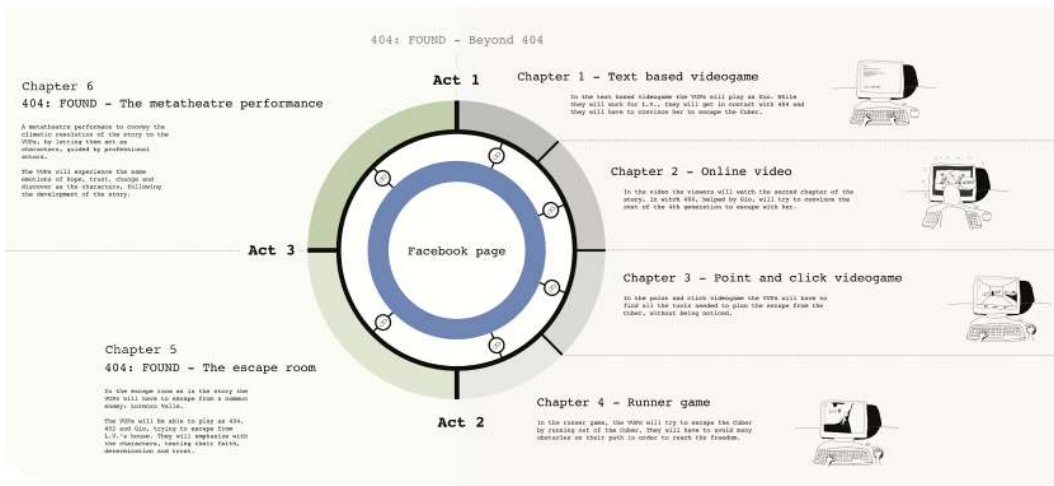 404: FOUND - Beyond 404
Act 1
Chapter 1 - Text based videogame
In the text based videogame the VUPs will play as Gio. While
they will work for L.V., they will get in contact with 404 and
they will have to convince her to escape the Cuber.
Chapter 2 - Online video
In the video the viewers will watch the second chapter of the
story. In witch 404, helped by Gio, will try to convince the
rest of the 4th generation to escape with her.
Chapter 3 - Point and click videogame
In the point and click videogame the VUPs will have to
find all the tools needed to plan the escape from the
Cuber, without being noticed.
Chapter 4 - Runner game
In the runner game, the VUPs will try to escape the Cuber
by running out of the Cuber. They will have to avoid many
obstacles on their path in order to reach the freedom.
Act 2
Chapter 5
404: FOUND - The escape room
In the escape room as in the story the
VUPs will have to escape from a common
enemy: Lorenzo Valla.
The VUPs will be able to play as 404,
402 and Gio, trying to escape from
L.V.'s house. They will emphasise with
the characters, testing their faith,
determination and trust.
Act 3
Chapter 6
404: FOUND - The metatheatre performance
A metatheatre performance to convey the
climatic resolution of the story to the
VUPs, by letting them act as
characters, guided by professional
actors.
The VUPs will experience the same
emotions of hope, trust, change and
discover as the characters, following
the development of the story.
Facebook page